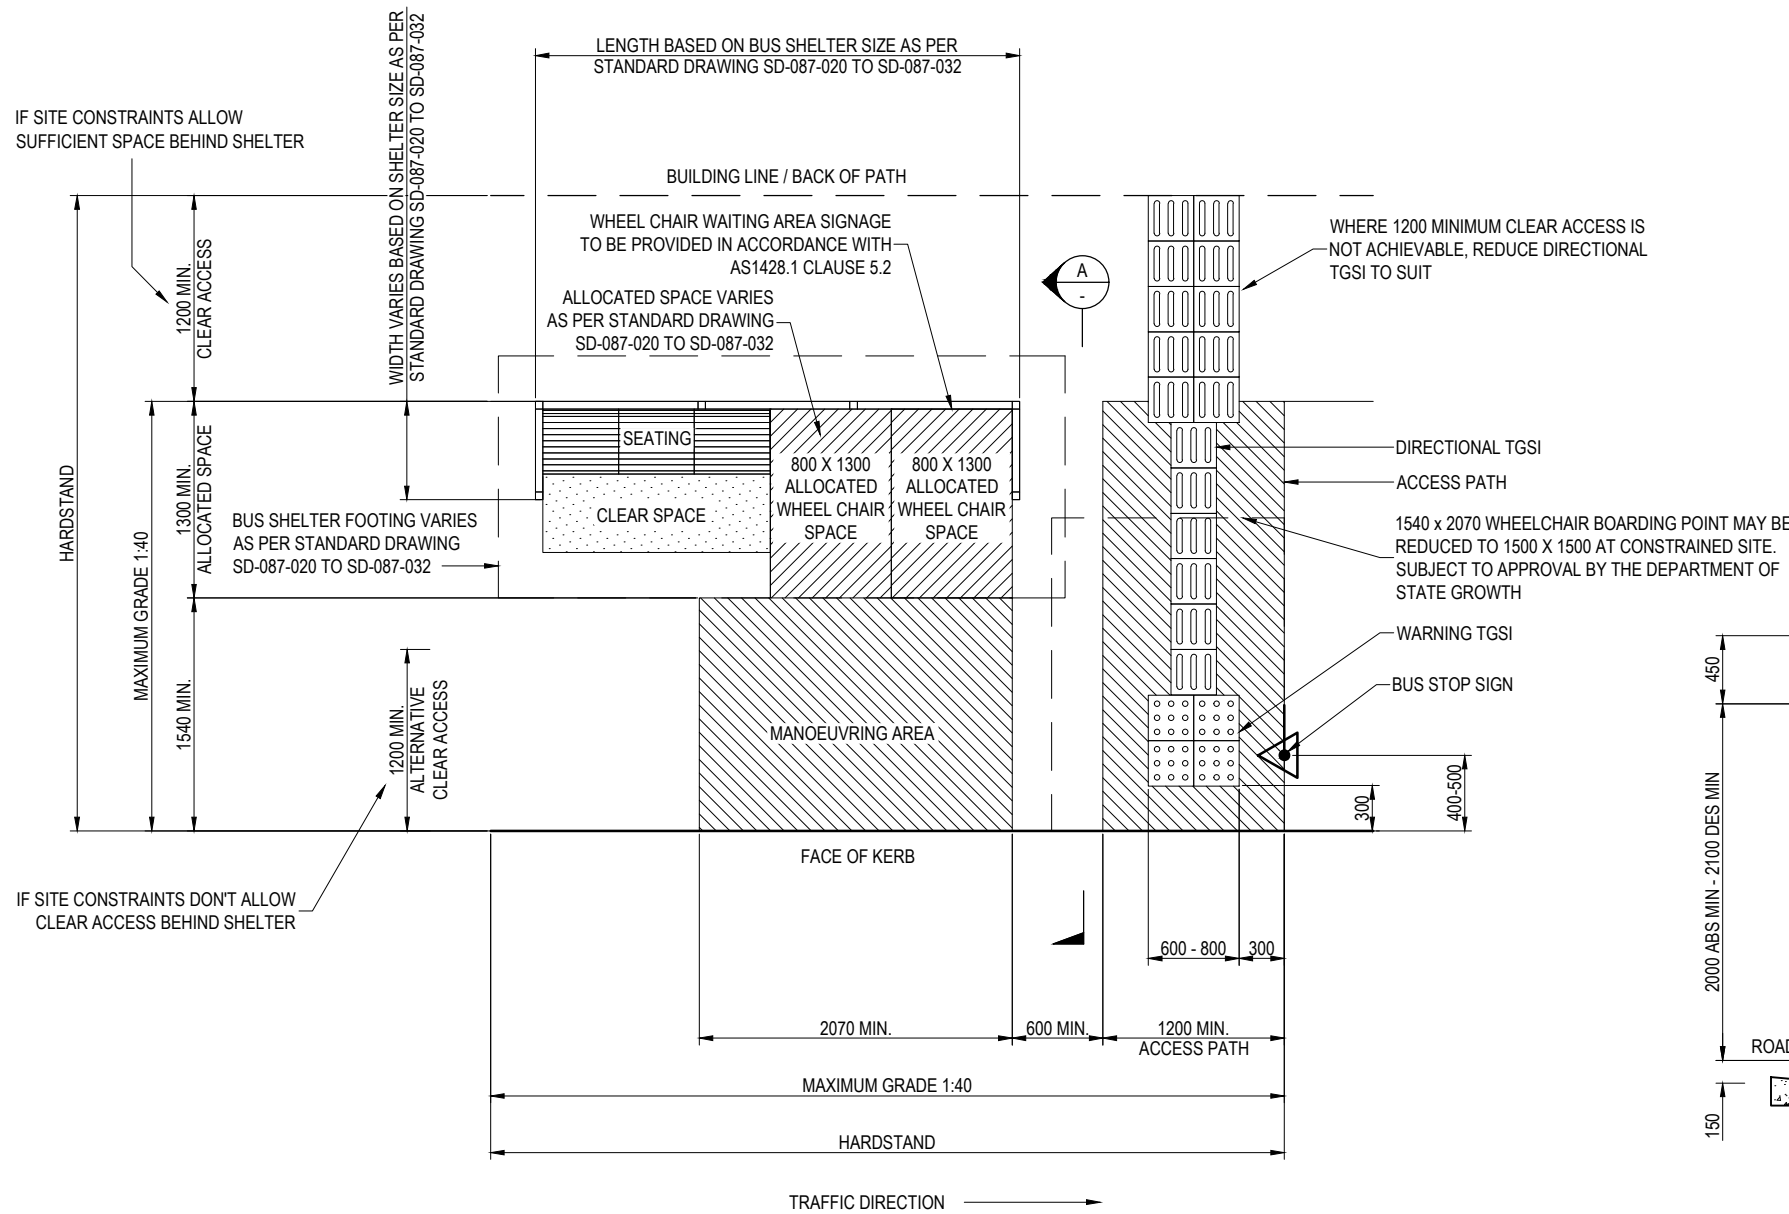 LENGTH BASED ON BUS SHELTER SIZE AS PER
STANDARD DRAWING SD-087-020 TO SD-087-032
WIDTH VARIES BASED ON SHELTER SIZE AS PER
STANDARD DRAWING SD-087-020 TO SD-087-032
IF SITE CONSTRAINTS ALLOW
SUFFICIENT SPACE BEHIND SHELTER
BUILDING LINE / BACK OF PATH
WHEEL CHAIR WAITING AREA SIGNAGE
TO BE PROVIDED IN ACCORDANCE WITH
AS1428.1 CLAUSE 5.2
ALLOCATED SPACE VARIES
AS PER STANDARD DRAWING
SD-087-020 TO SD-087-032
A
-
WHERE 1200 MINIMUM CLEAR ACCESS IS
NOT ACHIEVABLE, REDUCE DIRECTIONAL
TGSI TO SUIT
HARDSTAND
MAXIMUM GRADE 1:40
1200 MIN.
CLEAR ACCESS
1300 MIN.
ALLOCATED SPACE
1540 MIN.
1200 MIN.
ALTERNATIVE
CLEAR ACCESS
BUS SHELTER FOOTING VARIES
AS PER STANDARD DRAWING
SD-087-020 TO SD-087-032
SEATING
CLEAR SPACE
800 X 1300
ALLOCATED
WHEEL CHAIR
SPACE
800 X 1300
ALLOCATED
WHEEL CHAIR
SPACE
MANOEUVRING AREA
DIRECTIONAL TGSI
ACCESS PATH
1540 x 2070 WHEELCHAIR BOARDING POINT MAY BE
REDUCED TO 1500 X 1500 AT CONSTRAINED SITE.
SUBJECT TO APPROVAL BY THE DEPARTMENT OF
STATE GROWTH
WARNING TGSI
BUS STOP SIGN
300
400-500
450
2000 ABS MIN - 2100 DES MIN
ROAD
150
FACE OF KERB
IF SITE CONSTRAINTS DON'T ALLOW
CLEAR ACCESS BEHIND SHELTER
600 - 800
300
2070 MIN.
600 MIN.
1200 MIN.
ACCESS PATH
MAXIMUM GRADE 1:40
HARDSTAND
TRAFFIC DIRECTION